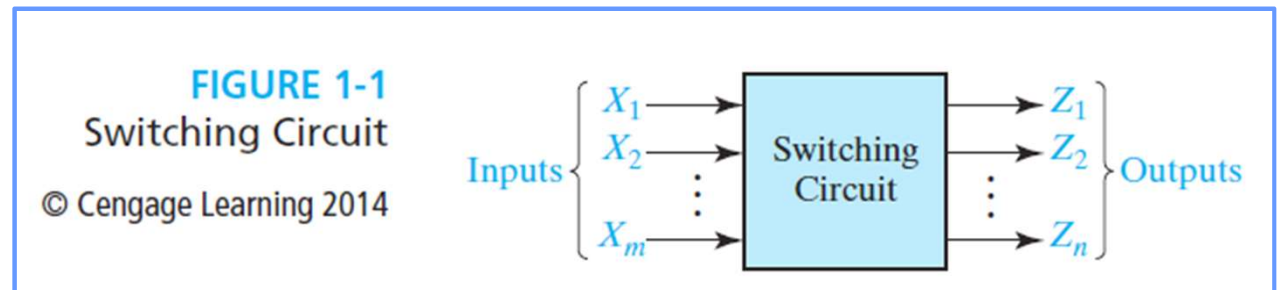 FIGURE 1-1
Switching Circuit
© Cengage Learning 2014
Inputs
X1
X2
Xm
Switching
Circuit
Z1
Z2
Zn
Outputs